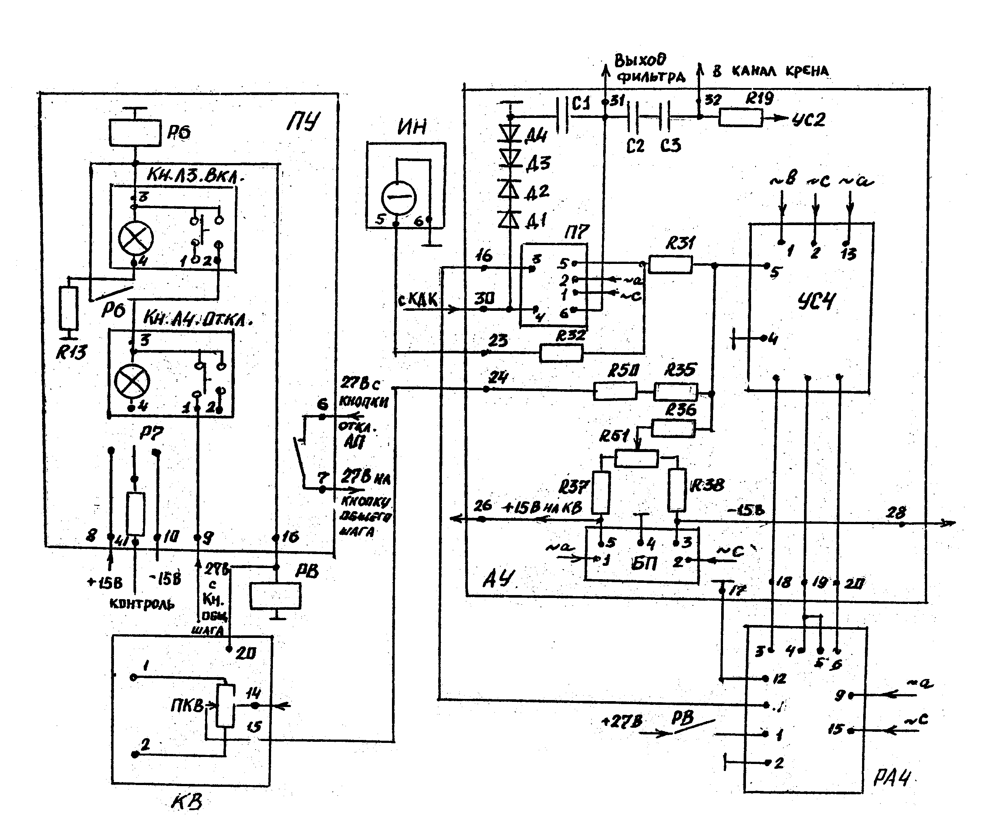 Выход
фильтра
в канал крена
31
32
R19
УС2
С1
С2
С3
ПУ
Р6
Кн.Л3.Вкл.
3
4
1
2
Р6
R13
Кн.А4.Откл.
3
4
1
2
Р7
8
41
10
9
16
+15В
-15В
контроль
27В
с
Кн.
общ.
шага
РВ
6
27В с
кнопки
откл.
АП
7
27В на
кнопку
общего
шага
ИН
5
6
Д4
Д3
Д2
Д1
П7
16
3
5
2
~а
1
~с
6
4
с КДК
30
23
R32
R31
24
R50
R35
R36
R51
R37
R38
26
+15В на КВ
-15В
28
~а
5
4
3
1
БП
2
~с
АУ
17
18
19
20
~в
~с
~а
1
2
13
5
УС4
4
КВ
20
1
ПКВ
14
15
2
3
4
5
6
12
9
~а
1
15
~с
+27В
РВ
1
2
РА4